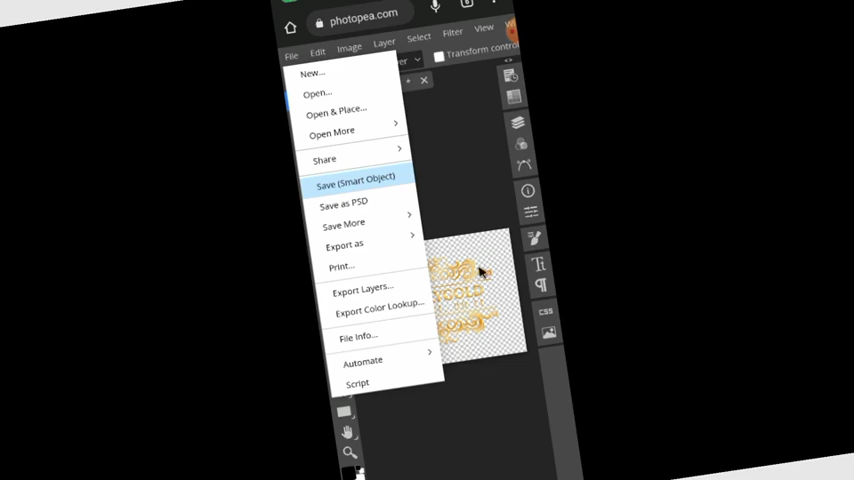 photopea.com
File Edit Image Layer Select Filter View
Transform contro
New...
Open...
Open & Place...
Open More
Share
Save (Smart Object)
Save as PSD
Save More
Export as
Print...
Export Layers...
Export Color Lookup...
File Info...
Automate
Script
CSS